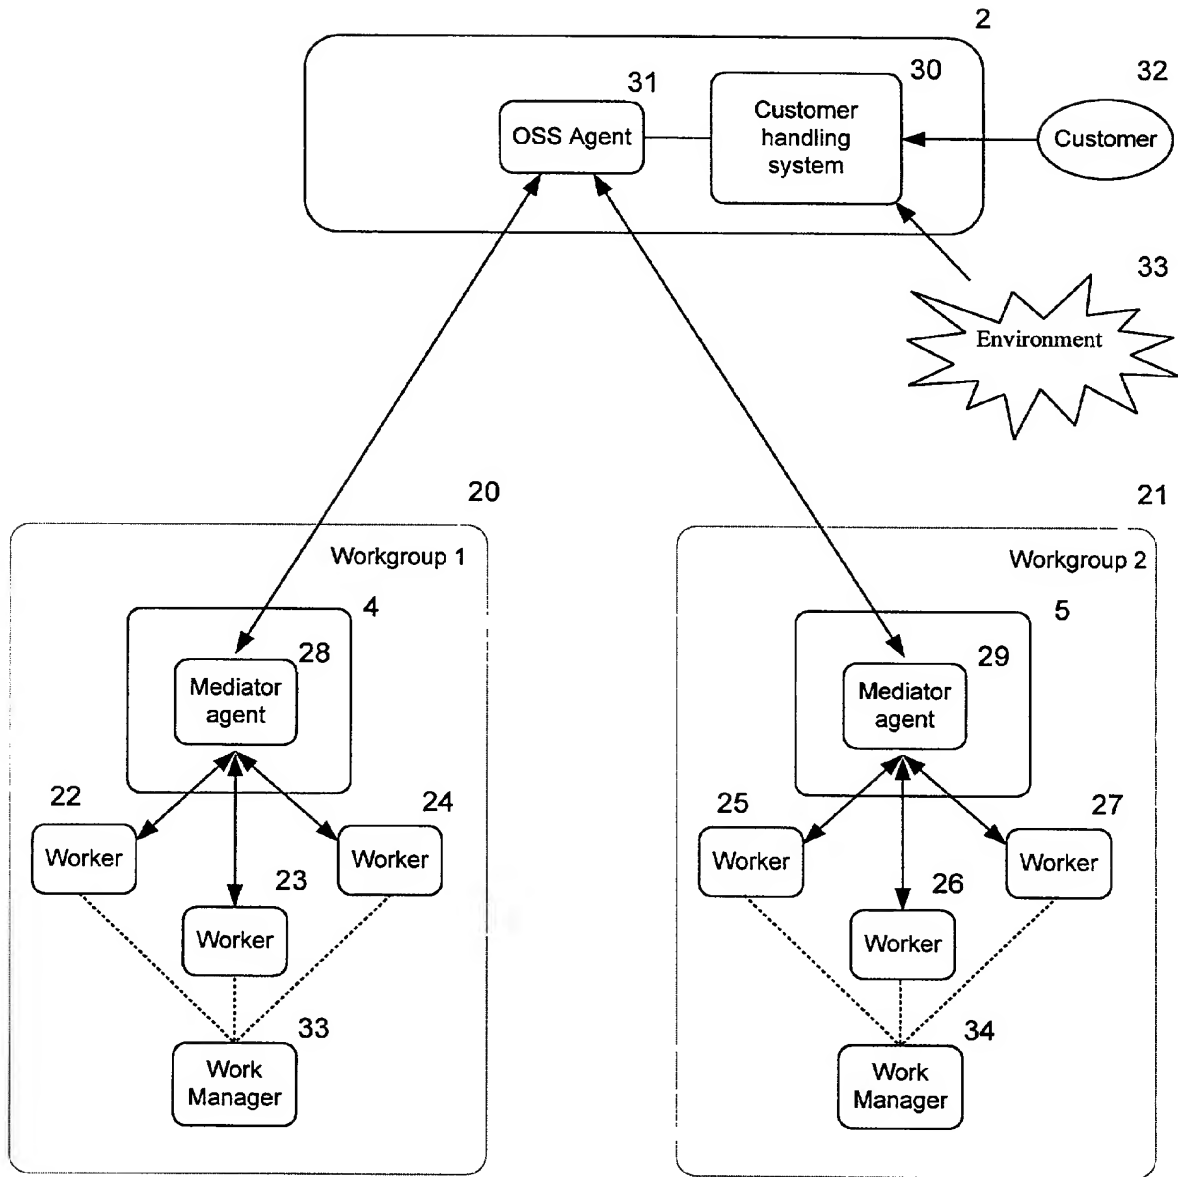 2
31
30
32
OSS Agent
Customer
handling
system
Customer
33
Environment
20
21
Workgroup 1
Workgroup 2
4
5
28
29
Mediator
agent
Mediator
agent
22
24
25
27
Worker
Worker
Worker
Worker
23
26
Worker
Worker
33
34
Work
Manager
Work
Manager